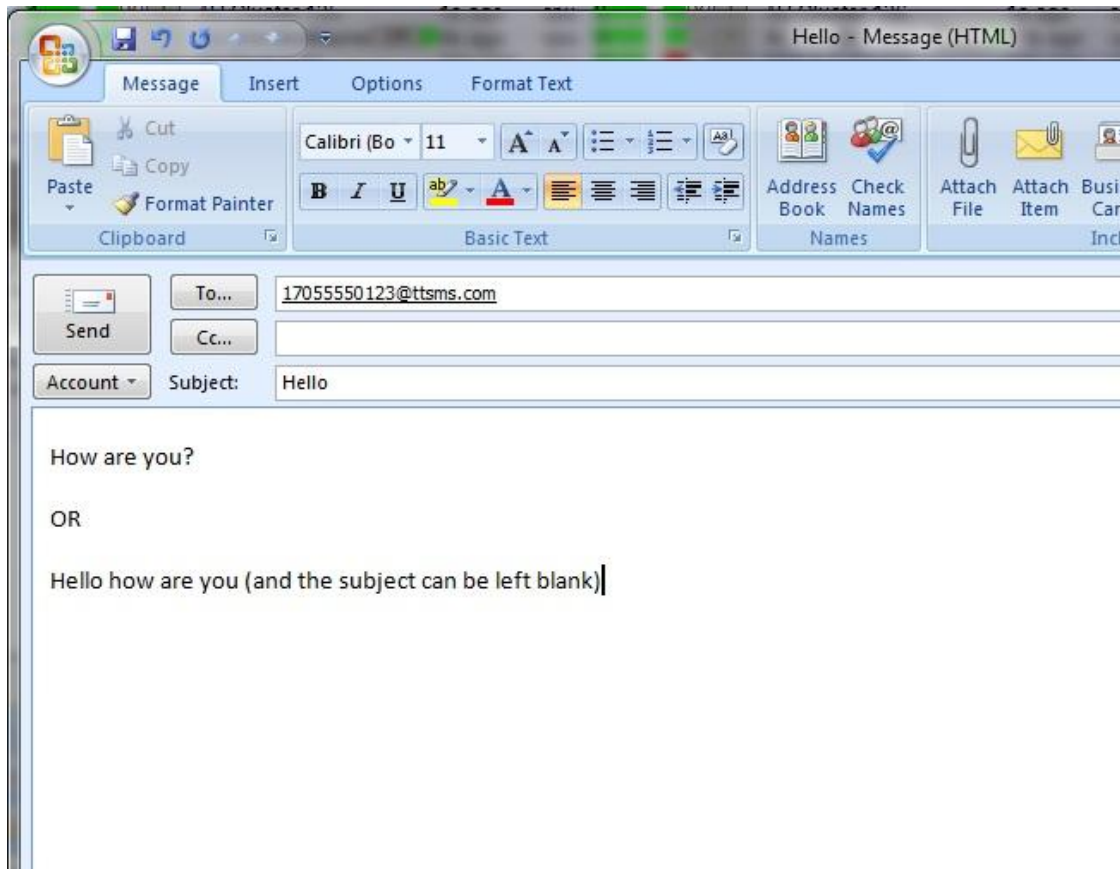 Hello - Message (HTML)
Message Insert Options Format Text
Cut
Copy
Paste
Format Painter
Clipboard
Calibri (Bo 11
B I U
Basic Text
Address Book
Check Names
Names
Attach File
Attach Item
Send
To...
17055550123@ttsms.com
Cc...
Account
Subject:
Hello
How are you?
OR
Hello how are you (and the subject can be left blank)